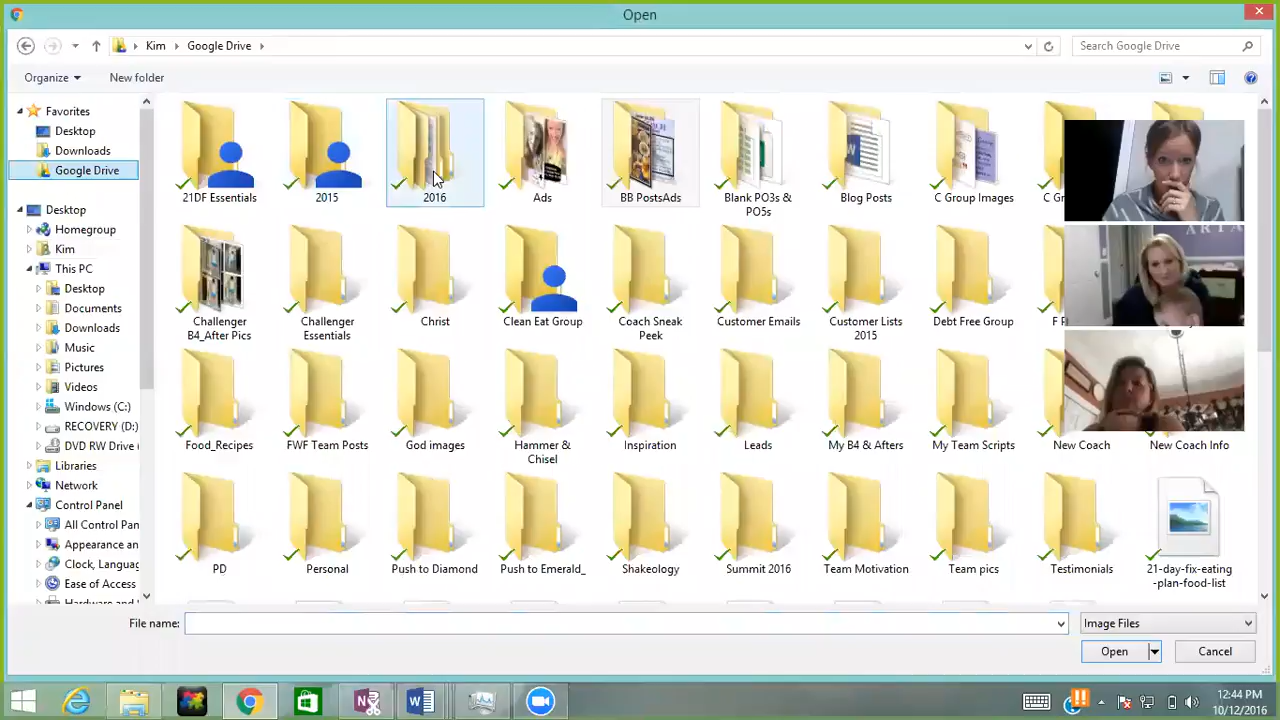 Open
Kim
Google Drive
Search Google Drive
Organize
New folder
Favorites
Desktop
Downloads
Google Drive
Desktop
Homegroup
Kim
This PC
Desktop
Documents
Downloads
Music
Pictures
Videos
Windows (C:)
RECOVERY (D:)
DVD RW Drive (
Libraries
Network
Control Panel
All Control Pan
Appearance an
Clock, Languag
Ease of Access
Hardware and
21DF Essentials
2015
2016
Ads
BB PostsAds
Blank PO3s &
PO5s
Blog Posts
C Group Images
C Gr
Challenger
B4_After Pics
Challenger
Essentials
Christ
Clean Eat Group
Coach Sneak
Peek
Customer Emails
Customer Lists
2015
Debt Free Group
Food_Recipes
FWF Team Posts
God images
Hammer &
Chisel
Inspiration
Leads
My B4 & Afters
My Team Scripts
New Coach
New Coach Info
PD
Personal
Push to Diamond
Push to Emerald_
Shakeology
Summit 2016
Team Motivation
Team pics
Testimonials
21-day-fix-eating
-plan-food-list
File name:
Image Files
Open
Cancel
12:44 PM
10/12/2016